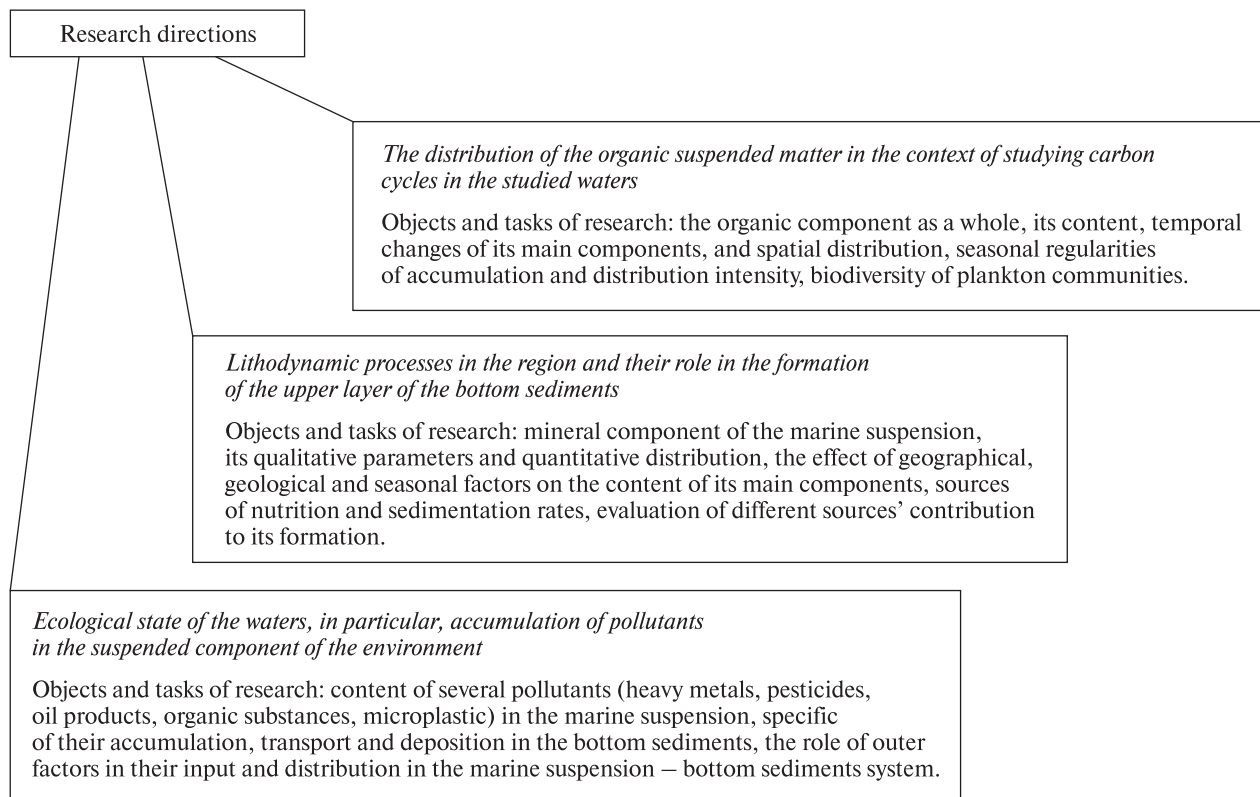 Research directions
The distribution of the organic suspended matter in the context of studying carbon
cycles in the studied waters
Objects and tasks of research: the organic component as a whole, its content, temporal
changes of its main components, and spatial distribution, seasonal regularities
of accumulation and distribution intensity, biodiversity of plankton communities.
Lithodynamic processes in the region and their role in the formation
of the upper layer of the bottom sediments
Objects and tasks of research: mineral component of the marine suspension,
its qualitative parameters and quantitative distribution, the effect of geographical,
geological and seasonal factors on the content of its main components, sources
of nutrition and sedimentation rates, evaluation of different sources’ contribution
to its formation.
Ecological state of the waters, in particular, accumulation of pollutants
in the suspended component of the environment
Objects and tasks of research: content of several pollutants (heavy metals, pesticides,
oil products, organic substances, microplastic) in the marine suspension, specific
of their accumulation, transport and deposition in the bottom sediments, the role of outer
factors in their input and distribution in the marine suspension – bottom sediments system.